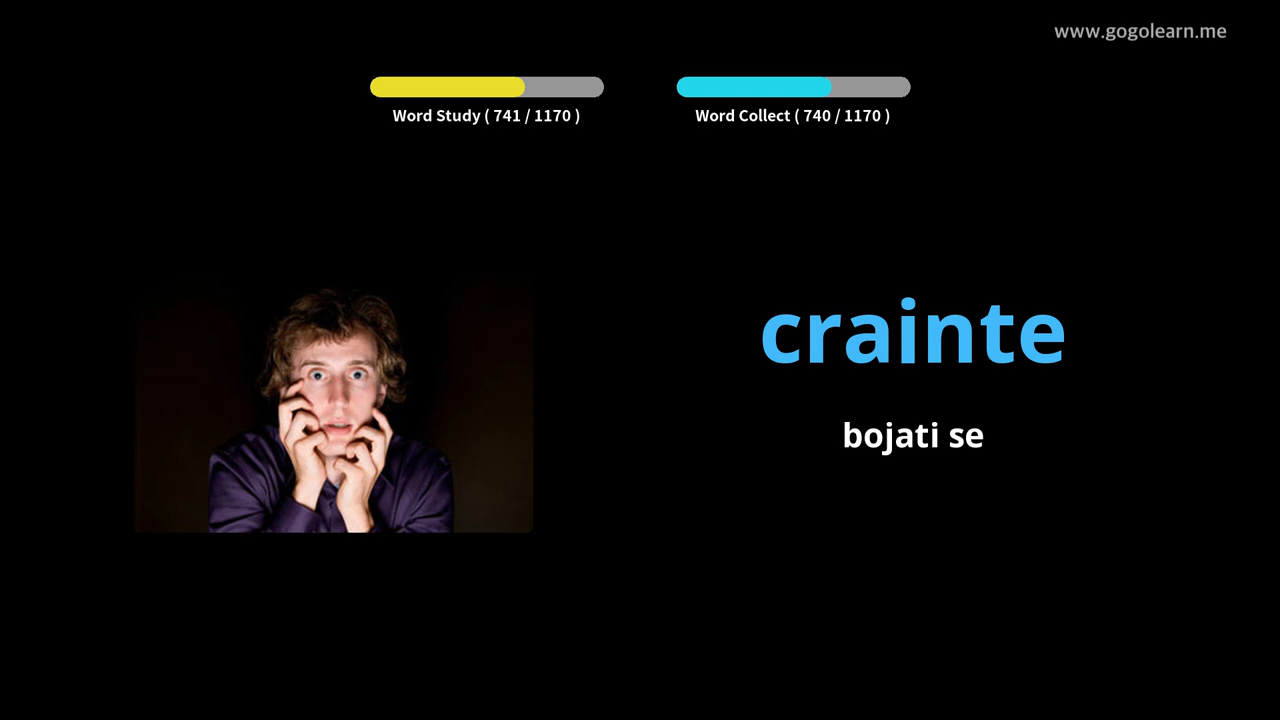 www.gogolearn.me
Word Study ( 741 / 1170 )
Word Collect ( 740 / 1170 )
crainte
bojati se